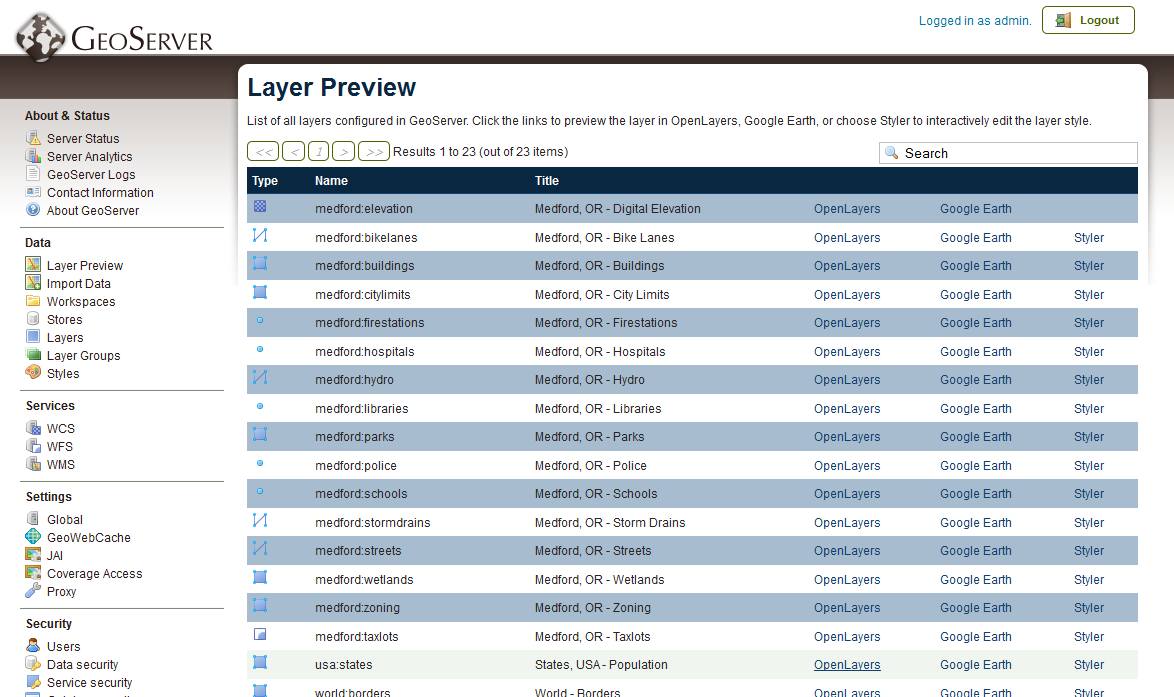 GEOSERVER
Logged in as admin.
Logout
About & Status
Server Status
Server Analytics
GeoServer Logs
Contact Information
About GeoServer
Data
Layer Preview
Import Data
Workspaces
Stores
Layers
Layer Groups
Styles
Services
WCS
WFS
WMS
Settings
Global
GeoWebCache
JAI
Coverage Access
Proxy
Security
Users
Data security
Service security
Layer Preview
List of all layers configured in GeoServer. Click the links to preview the layer in OpenLayers, Google Earth, or choose Styler to interactively edit the layer style.
<< < 1 > >> Results 1 to 23 (out of 23 items) Search
Type Name Title
medford:elevation Medford, OR - Digital Elevation OpenLayers Google Earth
medford:bikelanes Medford, OR - Bike Lanes OpenLayers Google Earth Styler
medford:buildings Medford, OR - Buildings OpenLayers Google Earth Styler
medford:citylimits Medford, OR - City Limits OpenLayers Google Earth Styler
medford:firestations Medford, OR - Firestations OpenLayers Google Earth Styler
medford:hospitals Medford, OR - Hospitals OpenLayers Google Earth Styler
medford:hydro Medford, OR - Hydro OpenLayers Google Earth Styler
medford:libraries Medford, OR - Libraries OpenLayers Google Earth Styler
medford:parks Medford, OR - Parks OpenLayers Google Earth Styler
medford:police Medford, OR - Police OpenLayers Google Earth Styler
medford:schools Medford, OR - Schools OpenLayers Google Earth Styler
medford:stormdrains Medford, OR - Storm Drains OpenLayers Google Earth Styler
medford:streets Medford, OR - Streets OpenLayers Google Earth Styler
medford:wetlands Medford, OR - Wetlands OpenLayers Google Earth Styler
medford:zoning Medford, OR - Zoning OpenLayers Google Earth Styler
medford:taxlots Medford, OR - Taxlots OpenLayers Google Earth Styler
usa:states States, USA - Population OpenLayers Google Earth Styler
world:borders World - Borders OpenLayers Google Earth Styler